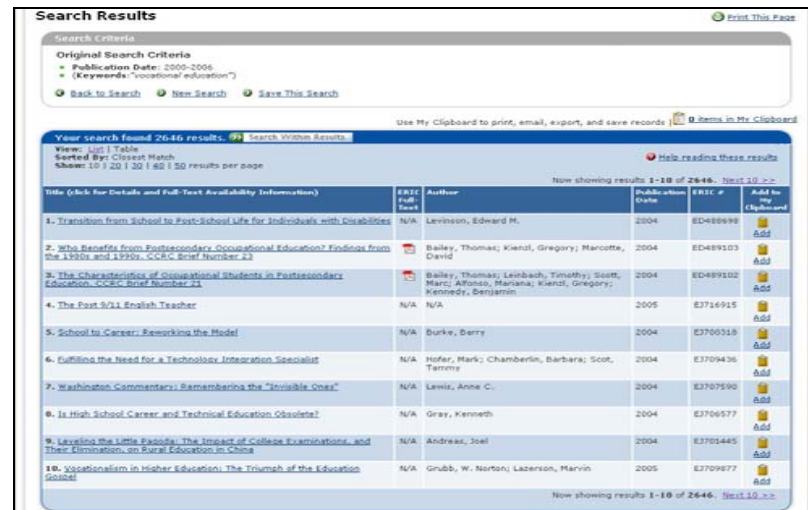 Search Results
Print This Page
Search Criteria
Original Search Criteria
Publication Date: 2000-2006
(Keywords:"vocational education")
Back to Search New Search Save This Search
Use My Clipboard to print, email, export, and save records 0 items in My Clipboard
Your search found 2646 results. Search Within Results
View: List | Table
Sorted By: Closest Match
Help reading these results
Show: 10 | 20 | 30 | 40 | 50 results per page
Now showing results 1-10 of 2646. Next 10 >>
Title (click for Details and Full-Text Availability Information) ERIC Full-Text Author Publication Date ERIC # Add to My Clipboard
1. Transition from School to Post-School Life for Individuals with Disabilities N/A Levinson, Edward M. 2004 ED488698 Add
2. Who Benefits from Postsecondary Occupational Education? Findings from the 1980s and 1990s. CCRC Brief Number 23 Bailey, Thomas; Kienzl, Gregory; Marcotte, David 2004 ED489103 Add
3. The Characteristics of Occupational Students in Postsecondary Education. CCRC Brief Number 21 Bailey, Thomas; Leinbach, Timothy; Scott, Marc; Alfonso, Mariana; Kienzl, Gregory; Kennedy, Benjamin 2004 ED489102 Add
4. The Post 9/11 English Teacher N/A N/A 2005 EJ716915 Add
5. School to Career: Reworking the Model N/A Burke, Barry 2004 EJ708318 Add
6. Fulfilling the Need for a Technology Integration Specialist N/A Hofer, Mark; Chamberlin, Barbara; Scot, Tammy 2004 EJ709436 Add
7. Washington Commentary: Remembering the "Invisible Ones" N/A Lewis, Anne C. 2004 EJ707590 Add
8. Is High School Career and Technical Education Obsolete? N/A Gray, Kenneth 2004 EJ706577 Add
9. Leveling the Little Pagoda: The Impact of College Examinations, and Their Elimination, on Rural Education in China N/A Andreas, Joel 2004 EJ701445 Add
10. Vocationalism in Higher Education: The Triumph of the Education Gospel N/A Grubb, W. Norton; Lazerson, Marvin 2005 EJ709877 Add
Now showing results 1-10 of 2646. Next 10 >>